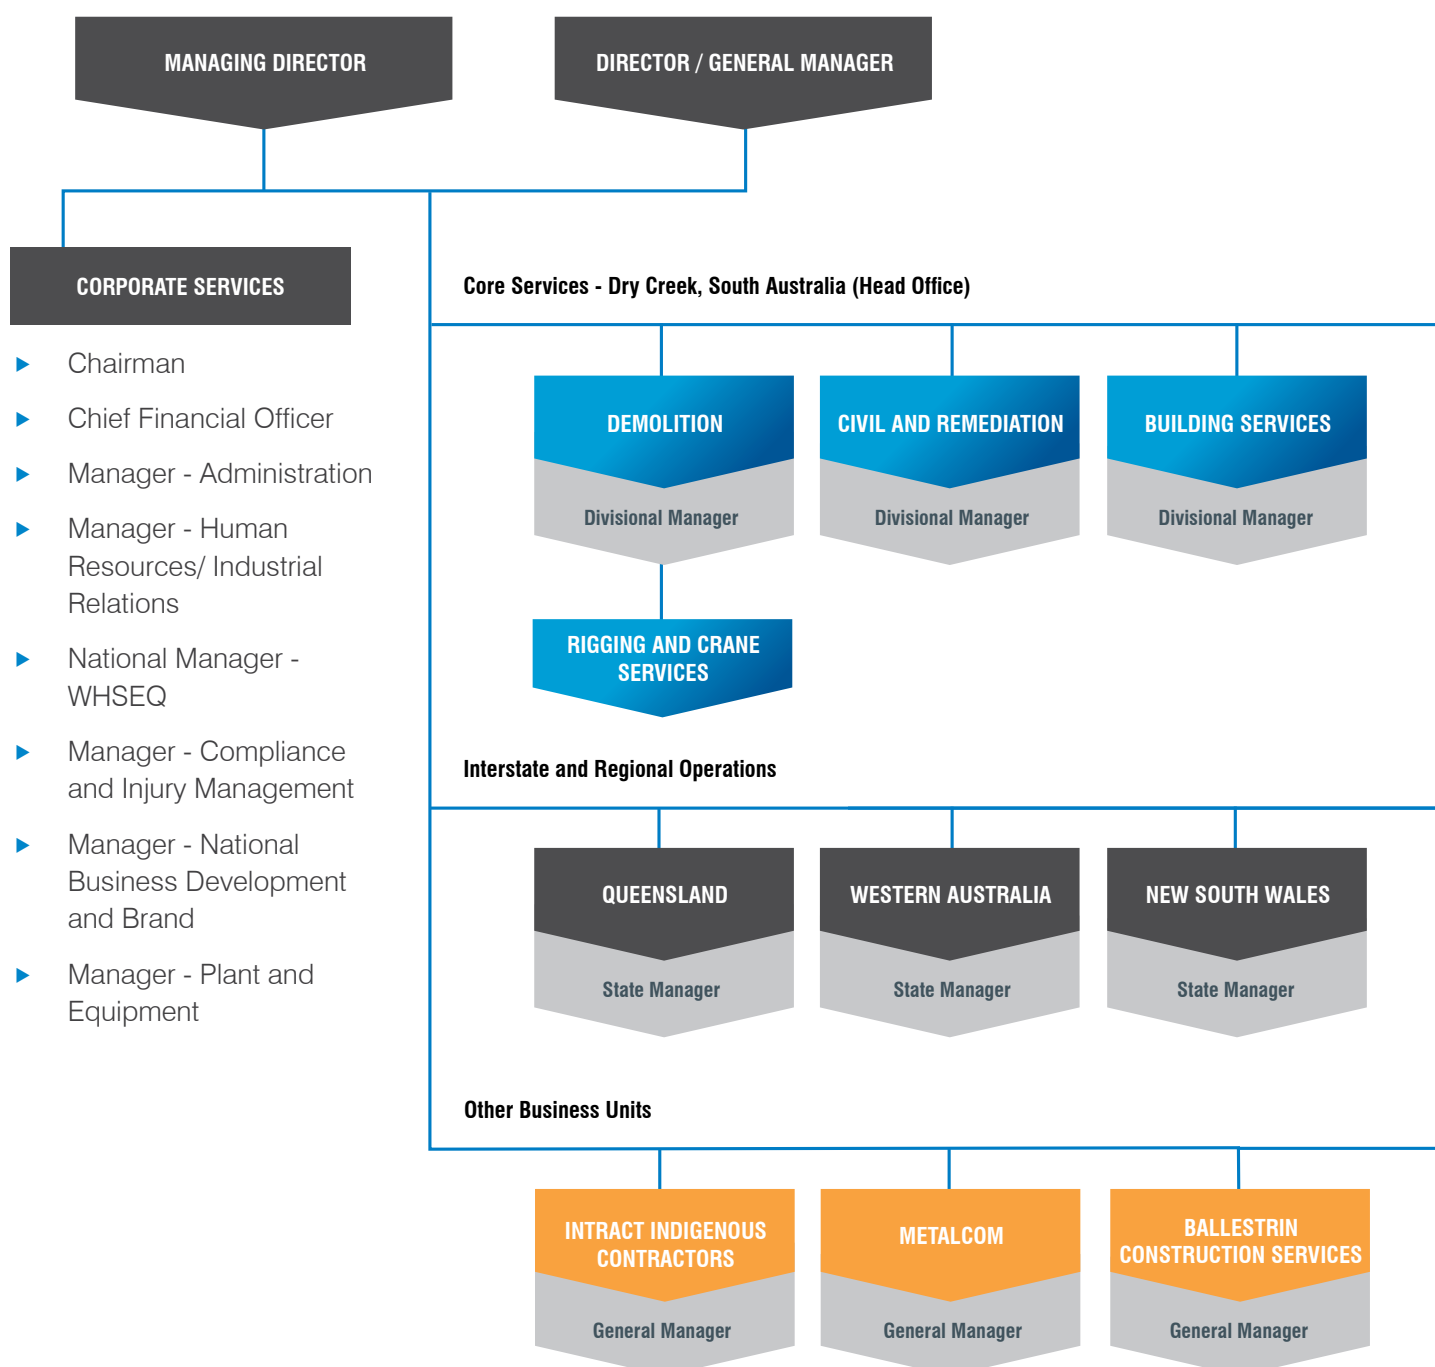 MANAGING DIRECTOR
DIRECTOR / GENERAL MANAGER
CORPORATE SERVICES
Chairman
Chief Financial Officer
Manager - Administration
Manager - Human
Resources/ Industrial
Relations
National Manager -
WHSEQ
Manager - Compliance
and Injury Management
Manager - National
Business Development
and Brand
Manager - Plant and
Equipment
Core Services - Dry Creek, South Australia (Head Office)
DEMOLITION
Divisional Manager
CIVIL AND REMEDIATION
Divisional Manager
BUILDING SERVICES
Divisional Manager
RIGGING AND CRANE
SERVICES
Interstate and Regional Operations
QUEENSLAND
State Manager
WESTERN AUSTRALIA
State Manager
NEW SOUTH WALES
State Manager
Other Business Units
INTRACT INDIGENOUS
CONTRACTORS
General Manager
METALCOM
General Manager
BALLESTRIN
CONSTRUCTION SERVICES
General Manager